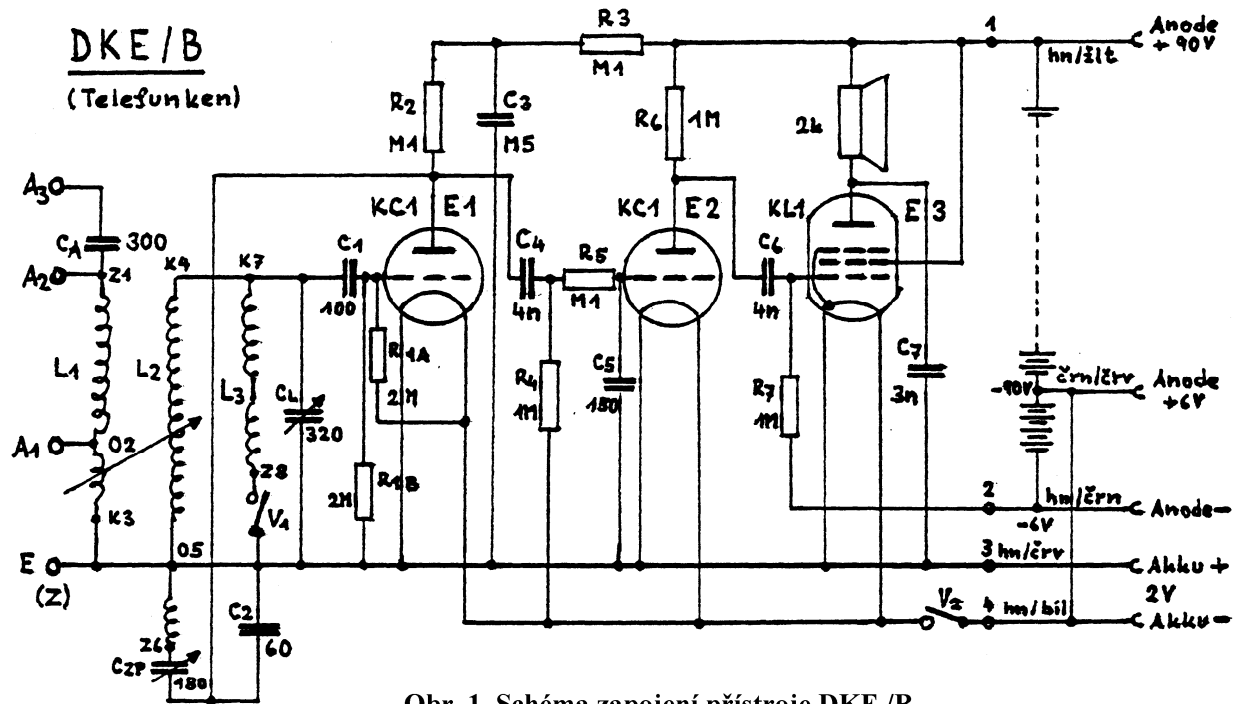 DKE/B
(Telefunken)
R3
M1
1
Anode
+90V
hn/žlt
R2
M1
C3
M5
R6
1M
2k
A3
CA
300
A2
Z1
K4
K7
C1
100
KC1
E1
C4
4n
R5
M1
KC1
E2
C6
4n
KL1
E3
L1
L2
L3
CL
320
R1A
2M
R4
1M
C5
150
R7
1M
C7
3n
-90V
črn/črv
Anode
+6V
A1
O2
Z8
V1
R1B
2M
K3
2
hn/črn
Anode-
-6V
E
(Z)
O5
3
hn/črv
Akku+
2V
V2
4
hn/bíl
Akku-
C2
60
Z6
CZP
180
Obr. 1 Schéma zapojení přístroje DKE /B